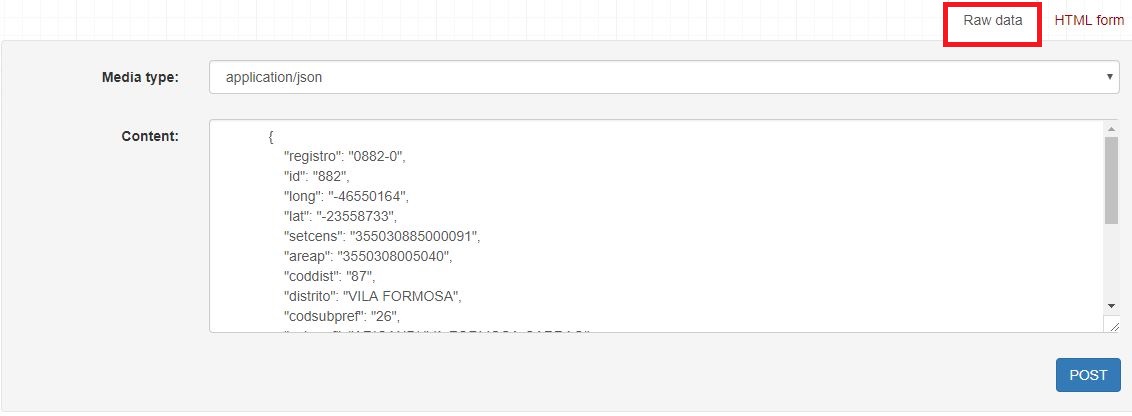 Raw data HTML form
Media type: application/json
Content: {
"registro": "0882-0",
"id": "882",
"long": "-46550164",
"lat": "-23558733",
"setcens": "355030885000091",
"areap": "3550308005040",
"coddist": "87",
"distrito": "VILA FORMOSA",
"codsubpref": "26",
POST